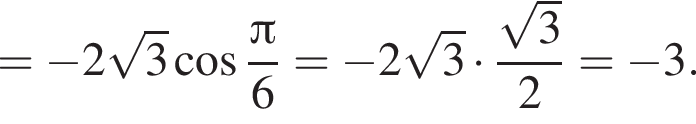 = −2√3 cos π/6 = −2√3 · √3/2 = −3.